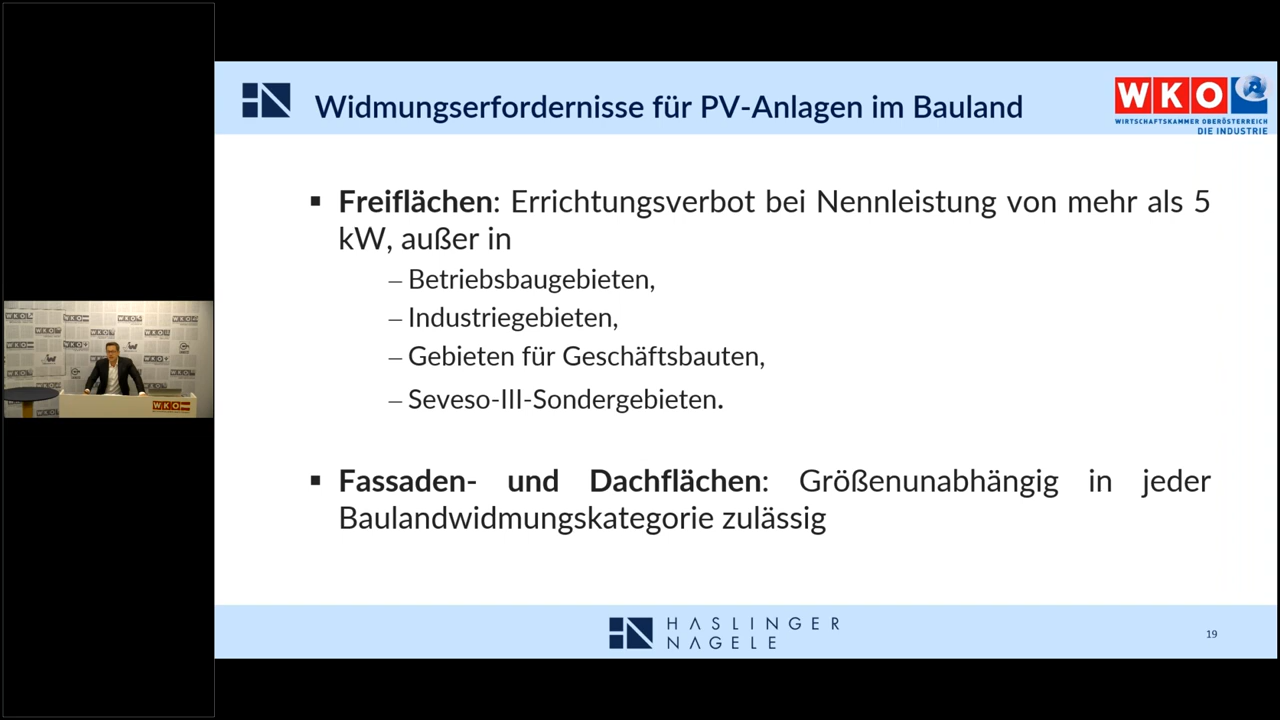 Widmungserfordernisse für PV-Anlagen im Bauland
WKO
WIRTSCHAFTSKAMMER OBERÖSTERREICH
DIE INDUSTRIE
▪ Freiflächen: Errichtungsverbot bei Nennleistung von mehr als 5
kW, außer in
– Betriebsbaugebieten,
– Industriegebieten,
– Gebieten für Geschäftsbauten,
– Seveso-III-Sondergebieten.
▪ Fassaden- und Dachflächen: Größenunabhängig in jeder
Baulandwidmungskategorie zulässig
WKO
HASLINGER
NAGELE
19